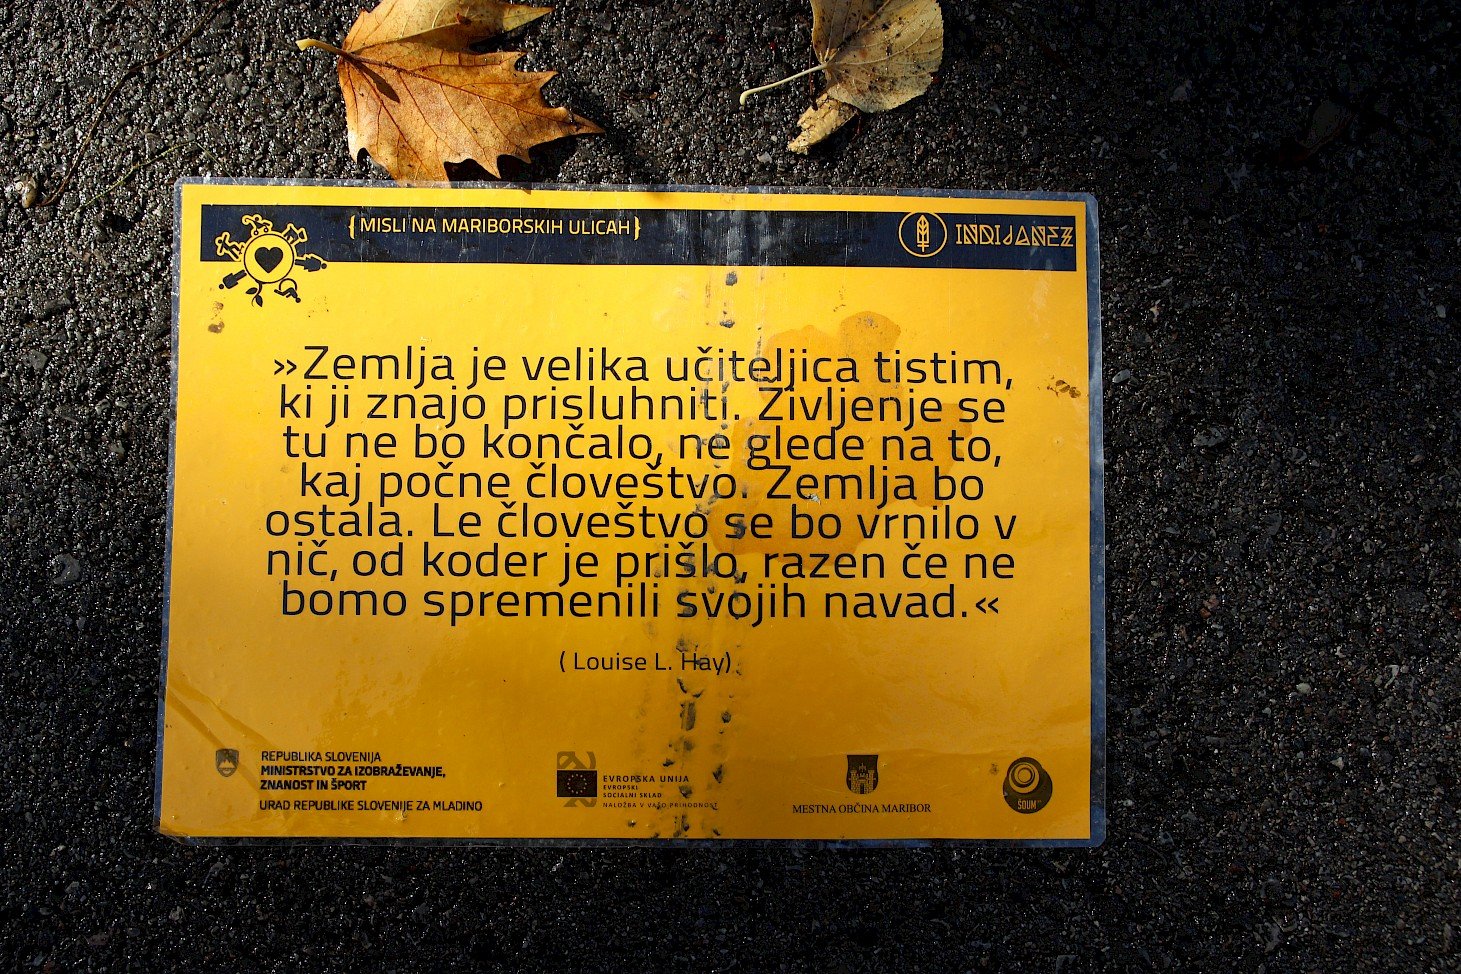 {MISLI NA MARIBORSKIH ULICAH}
INDIJANEZ
»Zemlja je velika učiteljica tistim,
ki ji znajo prisluhniti. Življenje se
tu ne bo končalo, ne glede na to,
kaj počne človeštvo. Zemlja bo
ostala. Le človeštvo se bo vrnilo v
nič, od koder je prišlo, razen če ne
bomo spremenili svojih navad.«
( Louise L. Hay)
REPUBLIKA SLOVENIJA
MINISTRSTVO ZA IZOBRAŽEVANJE,
ZNANOST IN ŠPORT
URAD REPUBLIKE SLOVENIJE ZA MLADINO
EVROPSKA UNIJA
EVROPSKI
SOCIALNI SKLAD
NALOŽBA V VAŠO PRIHODNOST
MESTNA OBČINA MARIBOR
ŠOUM